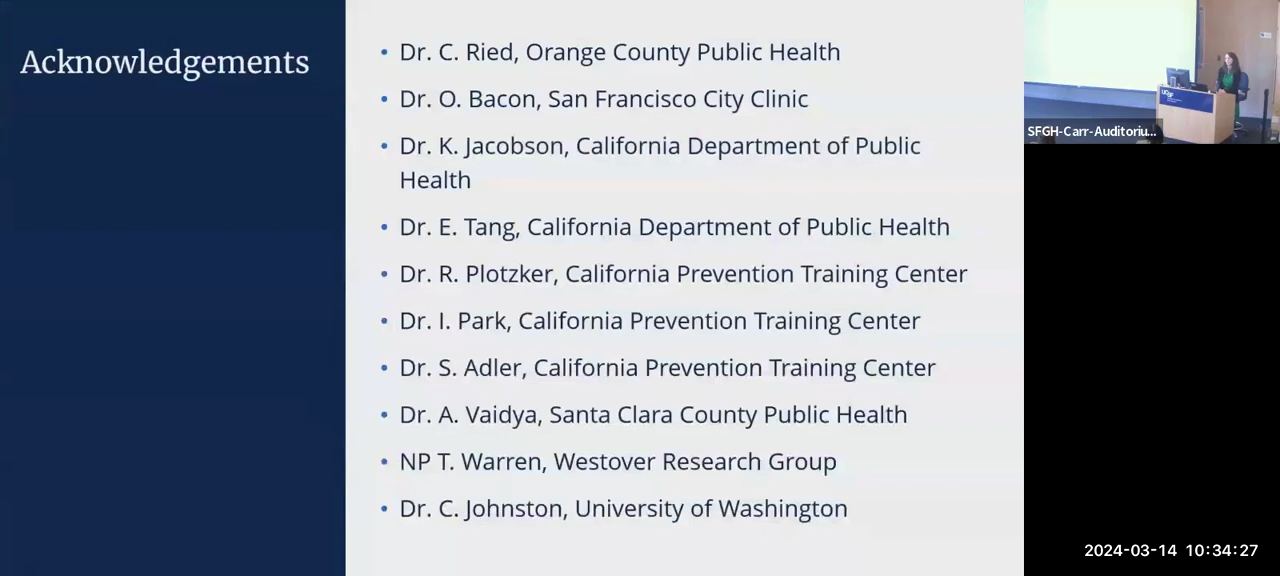 Acknowledgements
• Dr. C. Ried, Orange County Public Health
• Dr. O. Bacon, San Francisco City Clinic
• Dr. K. Jacobson, California Department of Public
Health
• Dr. E. Tang, California Department of Public Health
• Dr. R. Plotzker, California Prevention Training Center
• Dr. I. Park, California Prevention Training Center
• Dr. S. Adler, California Prevention Training Center
• Dr. A. Vaidya, Santa Clara County Public Health
• NP T. Warren, Westover Research Group
• Dr. C. Johnston, University of Washington
UCSF
SFGH-Carr-Auditoriu...
2024-03-14 10:34:27